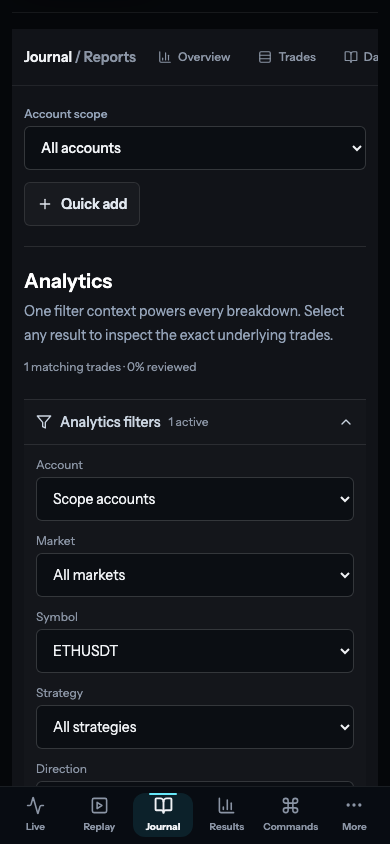 Journal / Reports
Overview
Trades
Da
Account scope
All accounts
Quick add
Analytics
One filter context powers every breakdown. Select
any result to inspect the exact underlying trades.
1 matching trades · 0% reviewed
Analytics filters 1 active
Account
Scope accounts
Market
All markets
Symbol
ETHUSDT
Strategy
All strategies
Direction
Live
Replay
Journal
Results
Commands
More